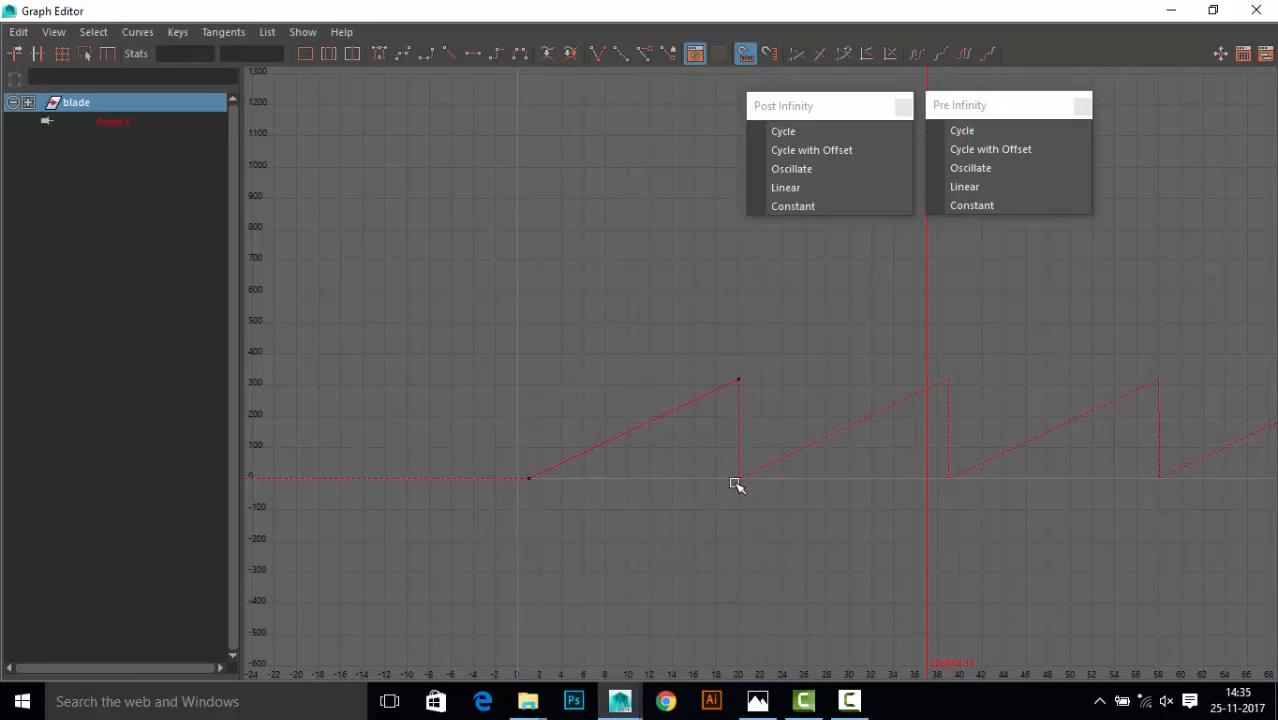 Graph Editor
Edit View Select Curves Keys Tangents List Show Help
Stats
blade
Rotate X
1300
1200
1100
1000
900
800
700
600
500
400
300
200
100
0
-100
-200
-300
-400
-500
-600
-24 -22 -20 -18 -16 -14 -12 -10 -8 -6 -4 -2 0 2 4 6 8 10 12 14 16 18 20 22 24 26 28 30 32 34 36 38 40 42 44 46 48 50 52 54 56 58 60 62 64 66 68
Post Infinity
Cycle
Cycle with Offset
Oscillate
Linear
Constant
Pre Infinity
Cycle
Cycle with Offset
Oscillate
Linear
Constant
Search the web and Windows
Ps
Ai
14:35
25-11-2017